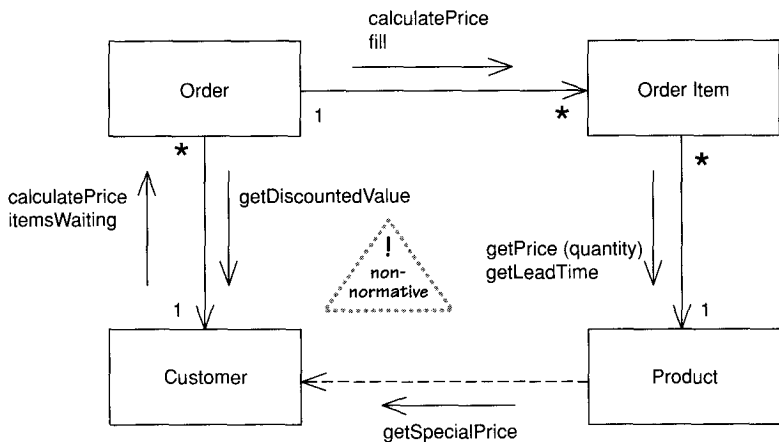 calculatePrice
fill
Order
Order Item
1
*
*
*
calculatePrice
itemsWaiting
getDiscountedValue
!
non-
normative
getPrice (quantity)
getLeadTime
1
1
Customer
Product
getSpecialPrice